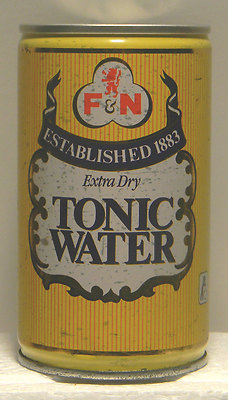 F&N
ESTABLISHED 1883
Extra Dry
TONIC
WATER